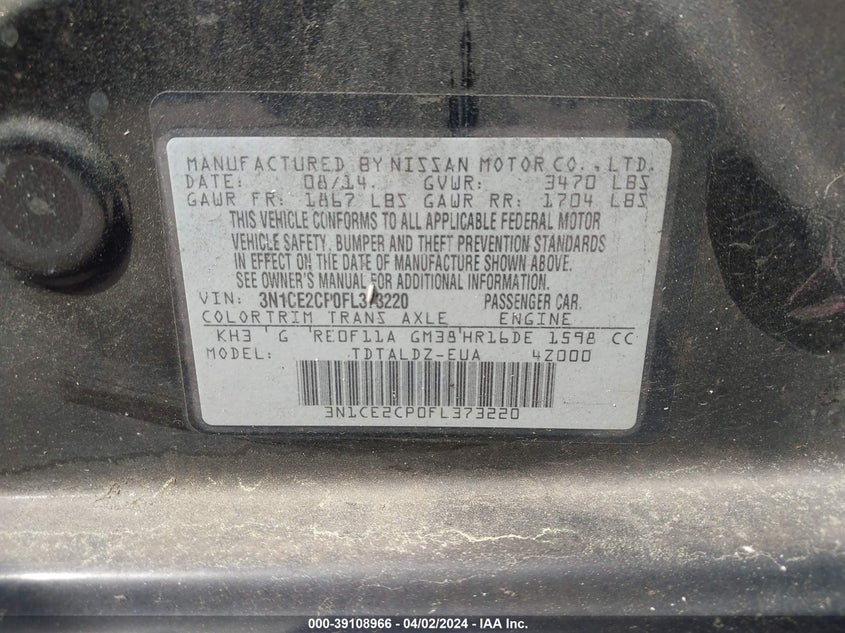 MANUFACTURED BY NISSAN MOTOR CO., LTD.
DATE: 08/14. GVWR: 3470 LBS
GAWR FR: 1867 LBS GAWR RR: 1704 LBS
THIS VEHICLE CONFORMS TO ALL APPLICABLE FEDERAL MOTOR
VEHICLE SAFETY, BUMPER AND THEFT PREVENTION STANDARDS
IN EFFECT ON THE DATE OF MANUFACTURE SHOWN ABOVE.
SEE OWNER'S MANUAL FOR ADDITIONAL INFORMATION.
VIN: 3N1CE2CP0FL373220 PASSENGER CAR.
COLOR TRIM TRANS AXLE ENGINE
KH3 'G 'RE0F11A GM38'HR16DE 1598 CC
MODEL: TDTALDZ-EUA 4Z000
3N1CE2CP0FL373220
000-39108966 - 04/02/2024 - IAA Inc.